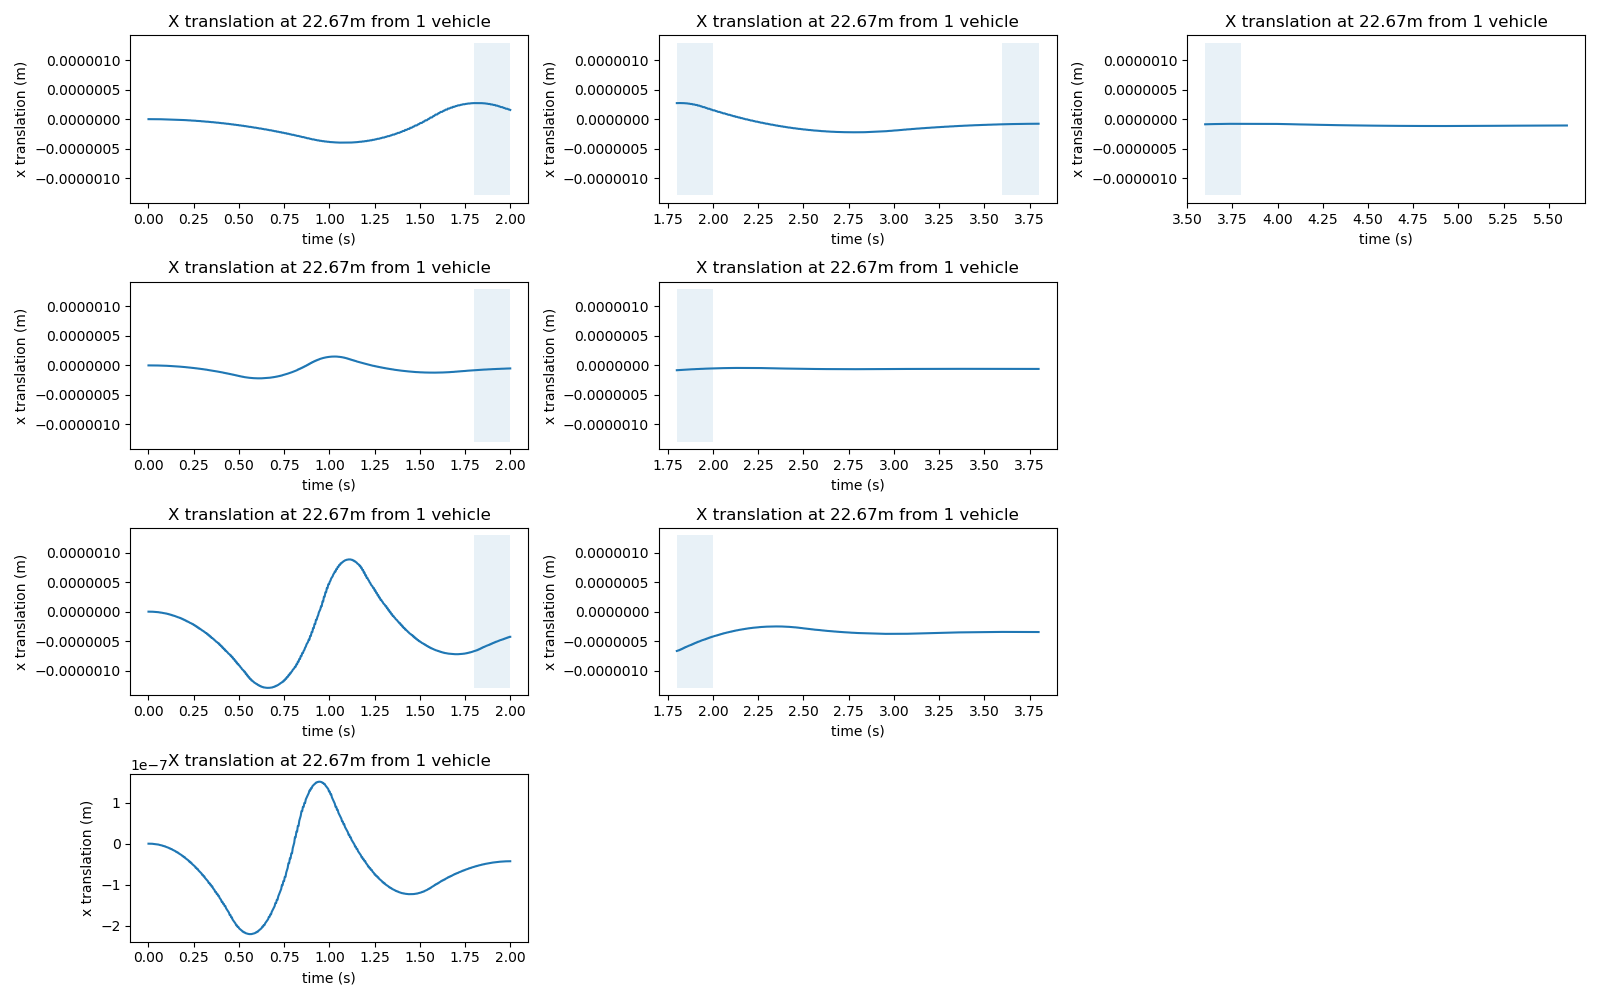 X translation at 22.67m from 1 vehicle
x translation (m)
0.0000010
0.0000005
0.0000000
−0.0000005
−0.0000010
0.00 0.25 0.50 0.75 1.00 1.25 1.50 1.75 2.00
time (s)
X translation at 22.67m from 1 vehicle
x translation (m)
0.0000010
0.0000005
0.0000000
−0.0000005
−0.0000010
1.75 2.00 2.25 2.50 2.75 3.00 3.25 3.50 3.75
time (s)
X translation at 22.67m from 1 vehicle
x translation (m)
0.0000010
0.0000005
0.0000000
−0.0000005
−0.0000010
3.50 3.75 4.00 4.25 4.50 4.75 5.00 5.25 5.50
time (s)
X translation at 22.67m from 1 vehicle
x translation (m)
0.0000010
0.0000005
0.0000000
−0.0000005
−0.0000010
0.00 0.25 0.50 0.75 1.00 1.25 1.50 1.75 2.00
time (s)
X translation at 22.67m from 1 vehicle
x translation (m)
0.0000010
0.0000005
0.0000000
−0.0000005
−0.0000010
1.75 2.00 2.25 2.50 2.75 3.00 3.25 3.50 3.75
time (s)
X translation at 22.67m from 1 vehicle
x translation (m)
0.0000010
0.0000005
0.0000000
−0.0000005
−0.0000010
0.00 0.25 0.50 0.75 1.00 1.25 1.50 1.75 2.00
time (s)
X translation at 22.67m from 1 vehicle
x translation (m)
0.0000010
0.0000005
0.0000000
−0.0000005
−0.0000010
1.75 2.00 2.25 2.50 2.75 3.00 3.25 3.50 3.75
time (s)
X translation at 22.67m from 1 vehicle
1e−7
x translation (m)
1
0
−1
−2
0.00 0.25 0.50 0.75 1.00 1.25 1.50 1.75 2.00
time (s)